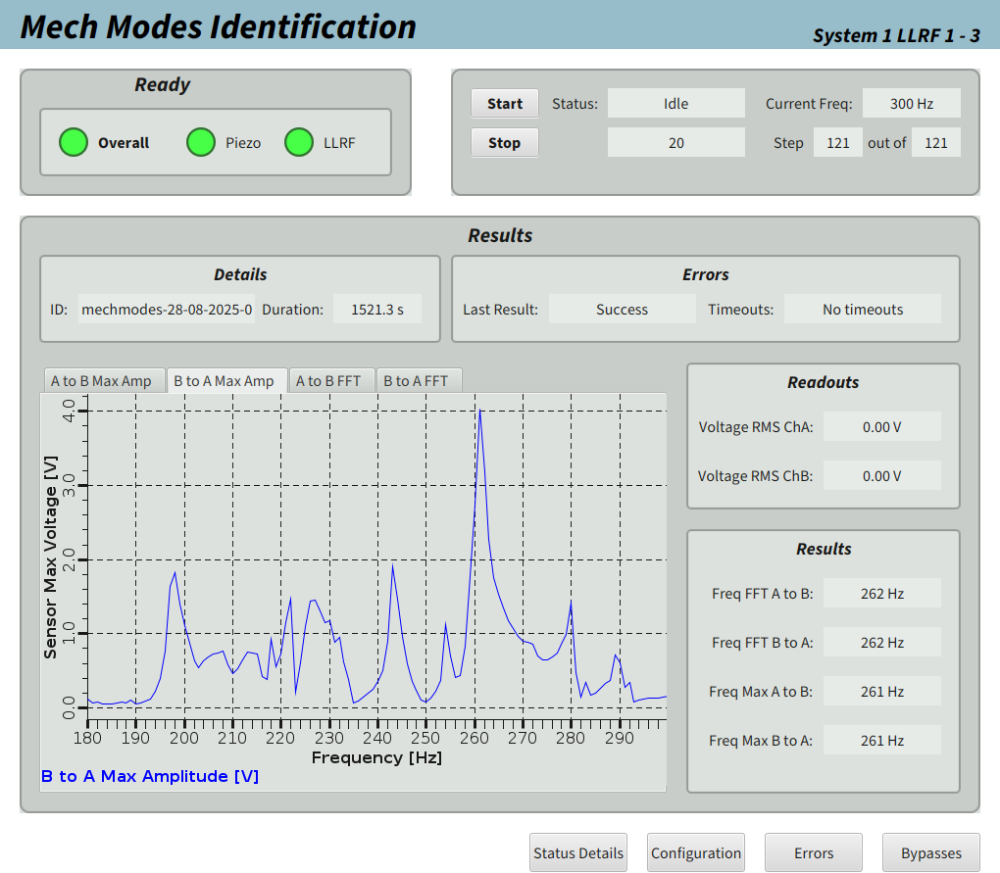 Mech Modes Identification
System 1 LLRF 1 - 3
Ready
Overall Piezo LLRF
Start Status: Idle Current Freq: 300 Hz
Stop 20 Step 121 out of 121
Results
Details
ID: mechmodes-28-08-2025-0 Duration: 1521.3 s
Errors
Last Result: Success Timeouts: No timeouts
A to B Max Amp B to A Max Amp A to B FFT B to A FFT
Sensor Max Voltage [V]
4.0
3.0
2.0
1.0
0.0
180 190 200 210 220 230 240 250 260 270 280 290
Frequency [Hz]
B to A Max Amplitude [V]
Readouts
Voltage RMS ChA: 0.00 V
Voltage RMS ChB: 0.00 V
Results
Freq FFT A to B: 262 Hz
Freq FFT B to A: 262 Hz
Freq Max A to B: 261 Hz
Freq Max B to A: 261 Hz
Status Details Configuration Errors Bypasses